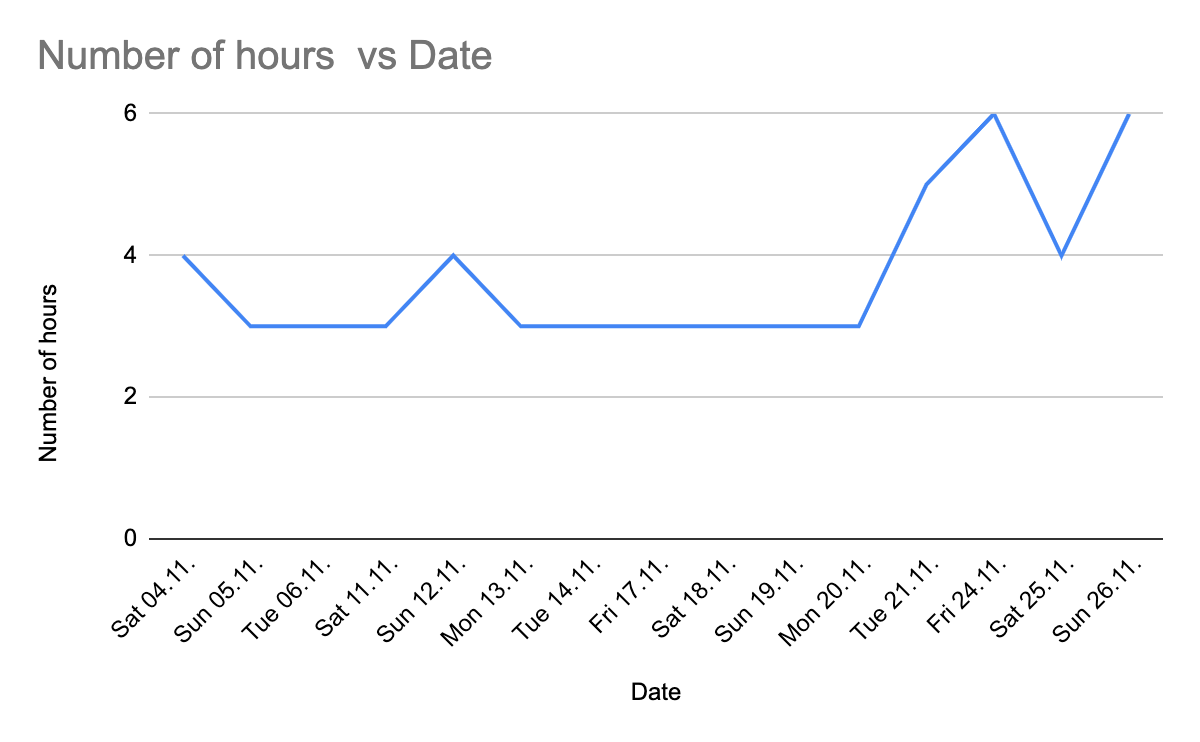 Number of hours  vs Date
6
4
2
0
Number of hours
Sat 04.11.
Sun 05.11.
Tue 06.11.
Sat 11.11.
Sun 12.11.
Mon 13.11.
Tue 14.11.
Fri 17.11.
Sat 18.11.
Sun 19.11.
Mon 20.11.
Tue 21.11.
Fri 24.11.
Sat 25.11.
Sun 26.11.
Date